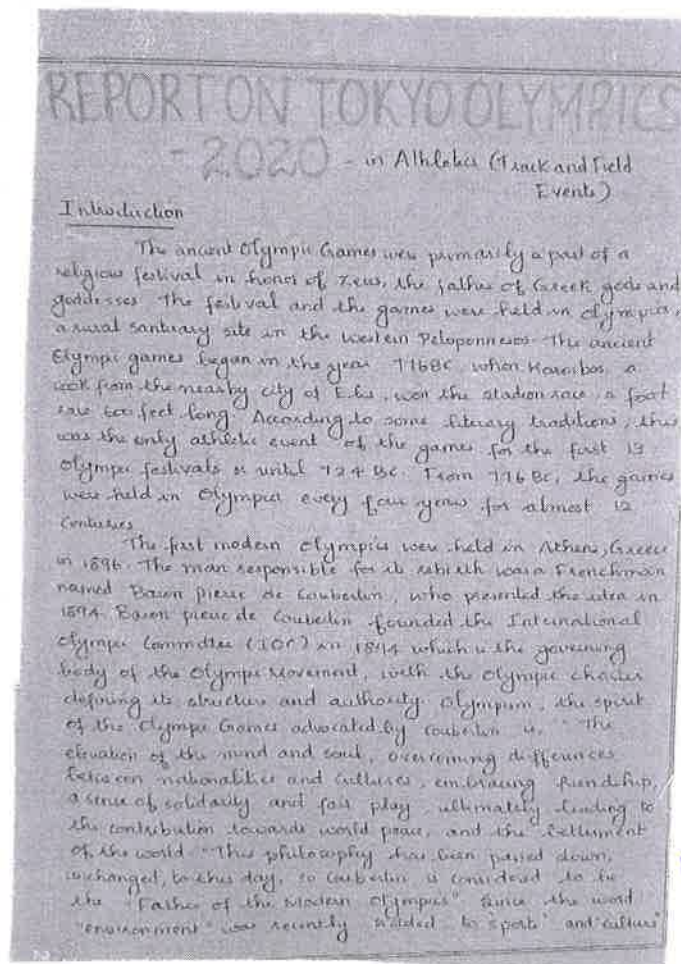 REPORT ON TOKYO OLYMPICS
- 2020 - in Athletics (Track and Field
Events)
Introduction
The ancient Olympic Games were primarily a part of a
religious festival in honor of Zeus, the father of Greek gods and
goddesses. The festival and the games were held in Olympia,
a rural santuary site in the western Peloponnesos. The ancient
Olympic games began in the year 776BC, when Koroibos, a
cook from the nearby city of Elis, won the stadion race, a foot
race 600 feet long. According to some literary traditions, this
was the only athletic event of the games for the first 13
Olympic festivals or until 724 BC. From 776 BC, the games
were held in Olympia every four years for almost 12
centuries.
The first modern Olympics were held in Athens, Greece
in 1896. The man responsible for its rebirth was a Frenchman
named Baron pierre de Coubertin, who presented the idea in
1894. Baron pierre de Coubertin founded the International
Olympic Committee (IOC) in 1894 which is the governing
body of the Olympic Movement, with the Olympic charter
defining its structure and authority. Olympism, the spirit
of the Olympic Games advocated by coubertin is, "The
elevation of the mind and soul, overcoming differences
between nationalities and cultures, embracing friendship,
a sense of solidarity and fair play, ultimately leading to
the contribution towards world peace, and the betterment
of the world." This philosophy has been passed down,
unchanged, to this day, so Coubertin is considered to be
the "Father of the Modern Olympics" Since the word
"environment" was recently added to "sports" and "culture"